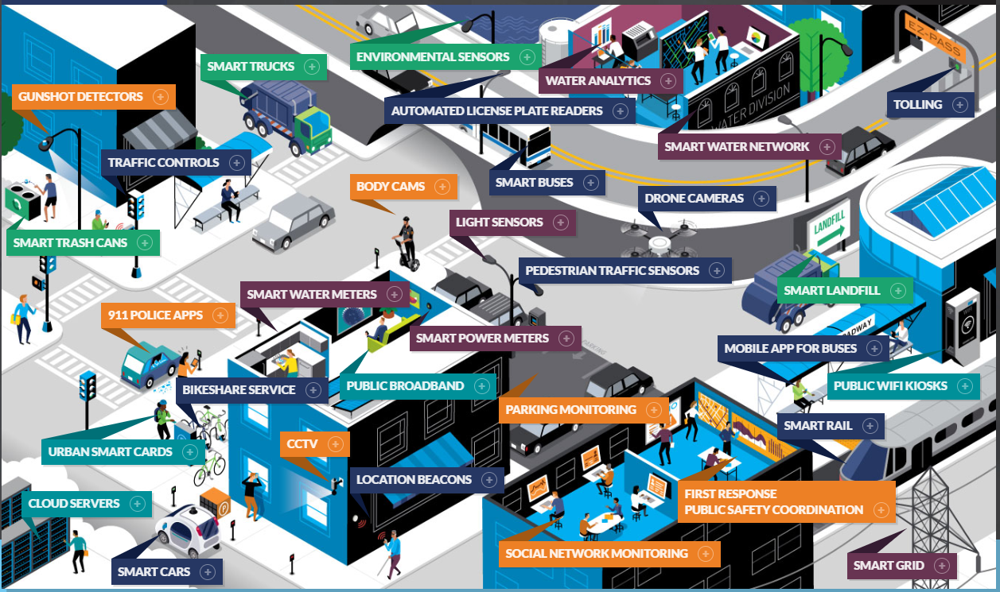 EZ-PASS
ENVIRONMENTAL SENSORS
SMART TRUCKS
WATER ANALYTICS
GUNSHOT DETECTORS
AUTOMATED LICENSE PLATE READERS
TOLLING
WATER DIVISION
SMART WATER NETWORK
TRAFFIC CONTROLS
SMART BUSES
BODY CAMS
DRONE CAMERAS
LIGHT SENSORS
LANDFILL
SMART TRASH CANS
PEDESTRIAN TRAFFIC SENSORS
SMART LANDFILL
SMART WATER METERS
911 POLICE APPS
SMART POWER METERS
PARKING
MOBILE APP FOR BUSES
PUBLIC BROADBAND
PUBLIC WIFI KIOSKS
BIKESHARE SERVICE
PARKING MONITORING
SMART RAIL
CCTV
URBAN SMART CARDS
LOCATION BEACONS
FIRST RESPONSE
PUBLIC SAFETY COORDINATION
CLOUD SERVERS
P
SOCIAL NETWORK MONITORING
SMART CARS
SMART GRID